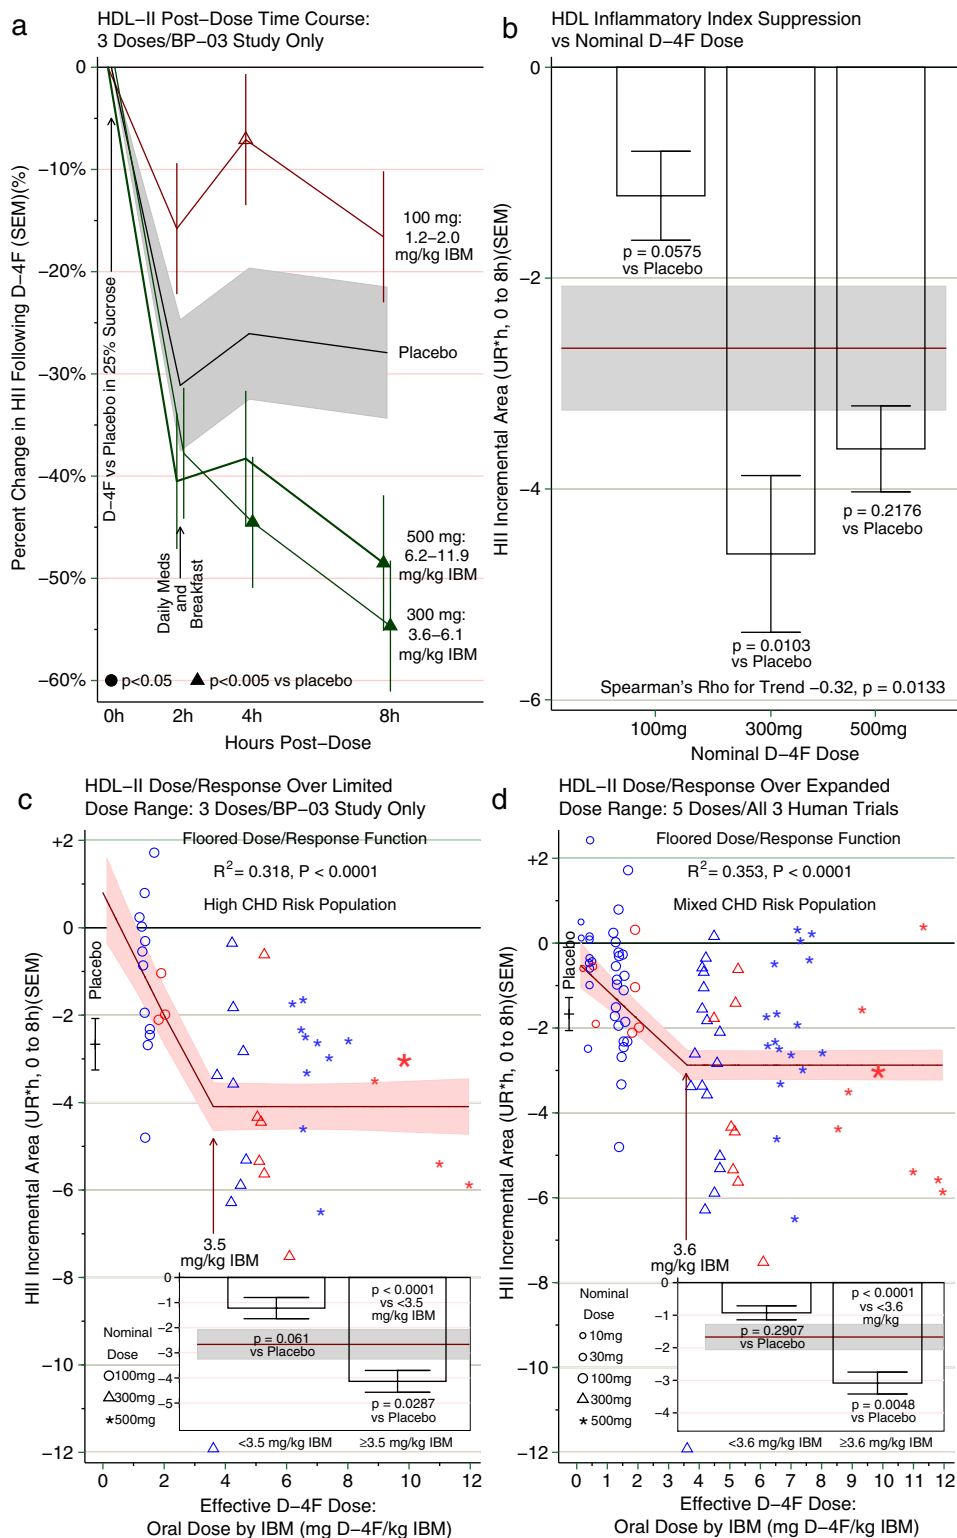 a
HDL–II Post–Dose Time Course:
3 Doses/BP–03 Study Only
Percent Change in HII Following D–4F (SEM)(%)
0
–10%
–20%
–30%
–40%
–50%
–60%
D–4F vs Placebo in 25% Sucrose
Daily Meds
and
Breakfast
100 mg:
1.2–2.0
mg/kg IBM
Placebo
500 mg:
6.2–11.9
mg/kg IBM
300 mg:
3.6–6.1
mg/kg IBM
p<0.05
p<0.005 vs placebo
0h 2h 4h 8h
Hours Post–Dose
b
HDL Inflammatory Index Suppression
vs Nominal D–4F Dose
HII Incremental Area (UR*h, 0 to 8h)(SEM)
0
–2
–4
–6
p = 0.0575
vs Placebo
p = 0.2176
vs Placebo
p = 0.0103
vs Placebo
Spearman's Rho for Trend –0.32, p = 0.0133
100mg 300mg 500mg
Nominal D–4F Dose
c
HDL–II Dose/Response Over Limited
Dose Range: 3 Doses/BP–03 Study Only
HII Incremental Area (UR*h, 0 to 8h)(SEM)
+2
0
–2
–4
–6
–8
–10
–12
Floored Dose/Response Function
R2 = 0.318, P < 0.0001
High CHD Risk Population
Placebo
3.5
mg/kg IBM
Nominal
Dose
100mg
300mg
500mg
0
–1
–2
–3
–4
–5
p < 0.0001
vs <3.5
mg/kg IBM
p = 0.061
vs Placebo
p = 0.0287
vs Placebo
<3.5 mg/kg IBM ≥3.5 mg/kg IBM
0 2 4 6 8 10 12
Effective D–4F Dose:
Oral Dose by IBM (mg D–4F/kg IBM)
d
HDL–II Dose/Response Over Expanded
Dose Range: 5 Doses/All 3 Human Trials
HII Incremental Area (UR*h, 0 to 8h)(SEM)
+2
0
–2
–4
–6
–8
–10
–12
Floored Dose/Response Function
R2 = 0.353, P < 0.0001
Mixed CHD Risk Population
Placebo
3.6
mg/kg IBM
Nominal
Dose
10mg
30mg
100mg
300mg
500mg
0
–1
–2
–3
–4
p < 0.0001
vs <3.6
mg/kg
p = 0.2907
vs Placebo
p = 0.0048
vs Placebo
<3.6 mg/kg IBM ≥3.6 mg/kg IBM
0 1 2 3 4 5 6 7 8 9 10 11 12
Effective D–4F Dose:
Oral Dose by IBM (mg D–4F/kg IBM)